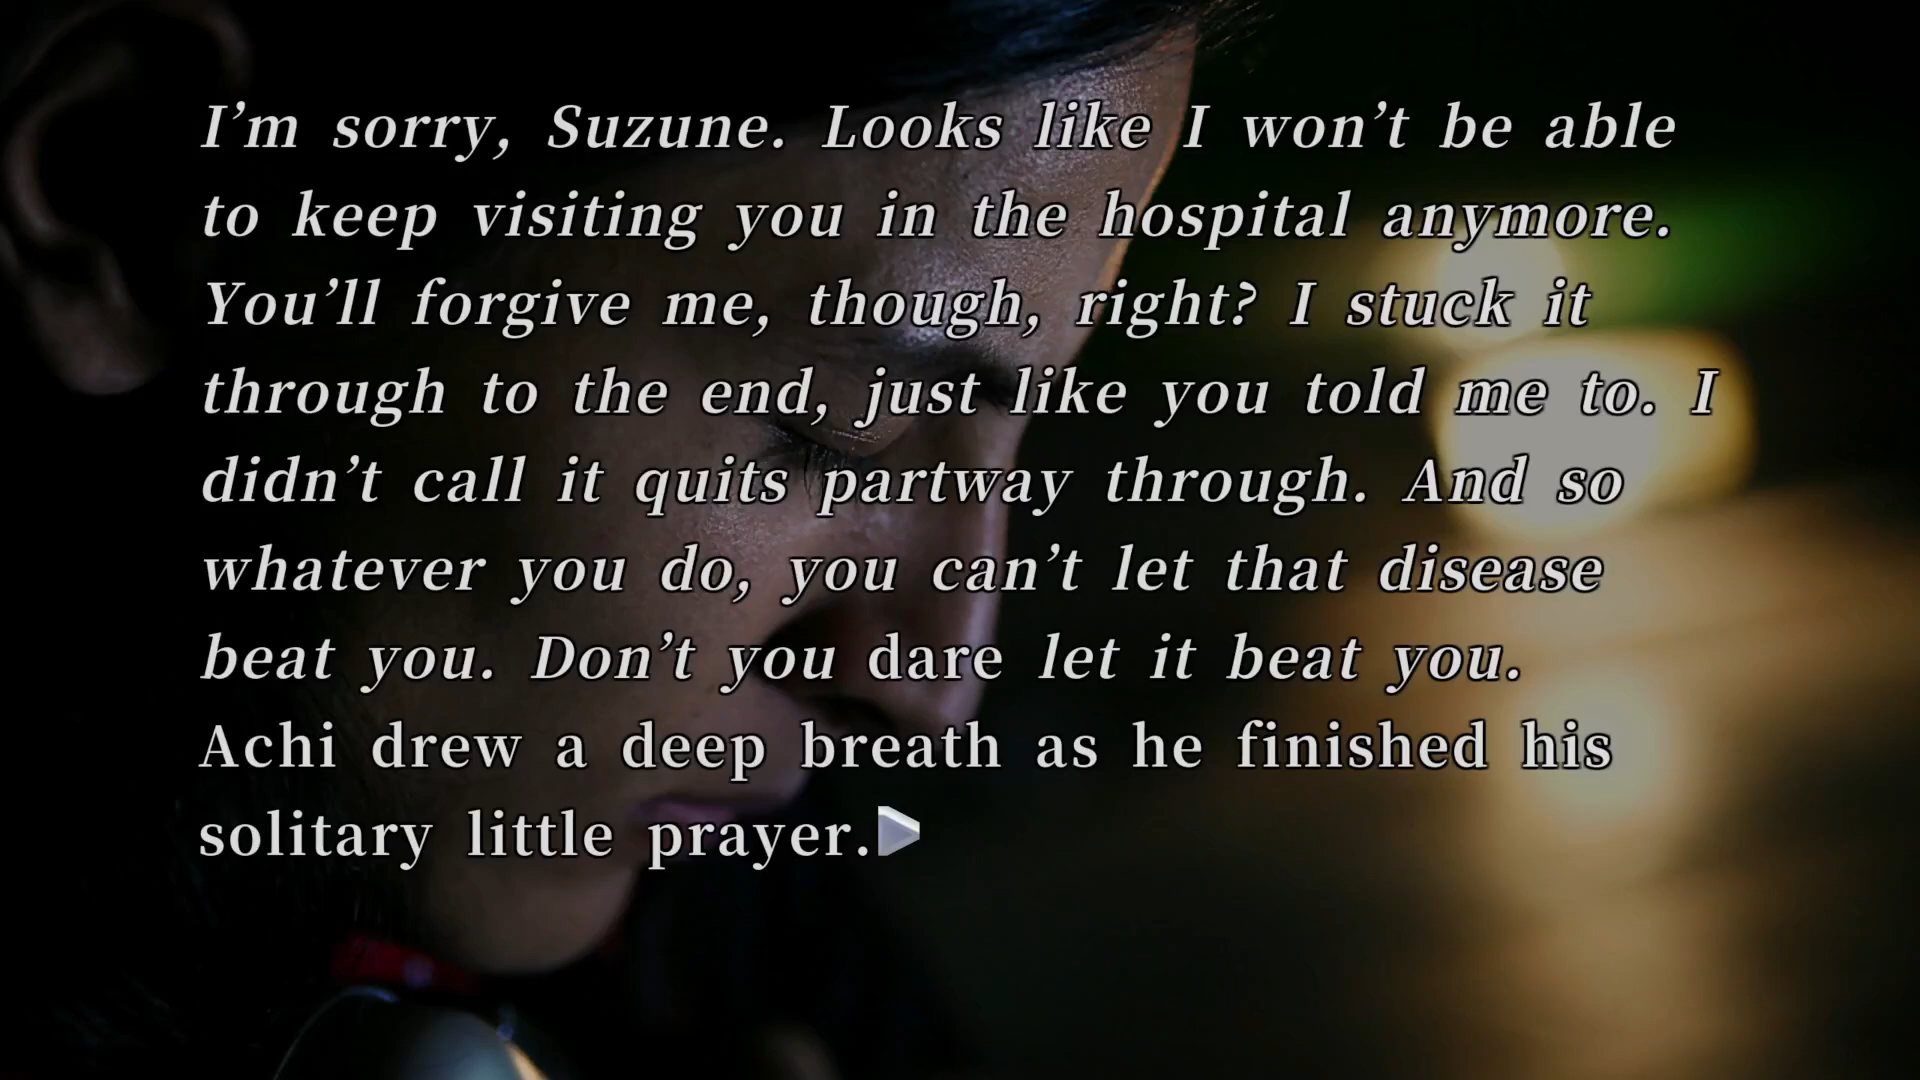 I’m sorry, Suzune. Looks like I won’t be able
to keep visiting you in the hospital anymore.
You’ll forgive me, though, right? I stuck it
through to the end, just like you told me to. I
didn’t call it quits partway through. And so
whatever you do, you can’t let that disease
beat you. Don’t you dare let it beat you.
Achi drew a deep breath as he finished his
solitary little prayer.